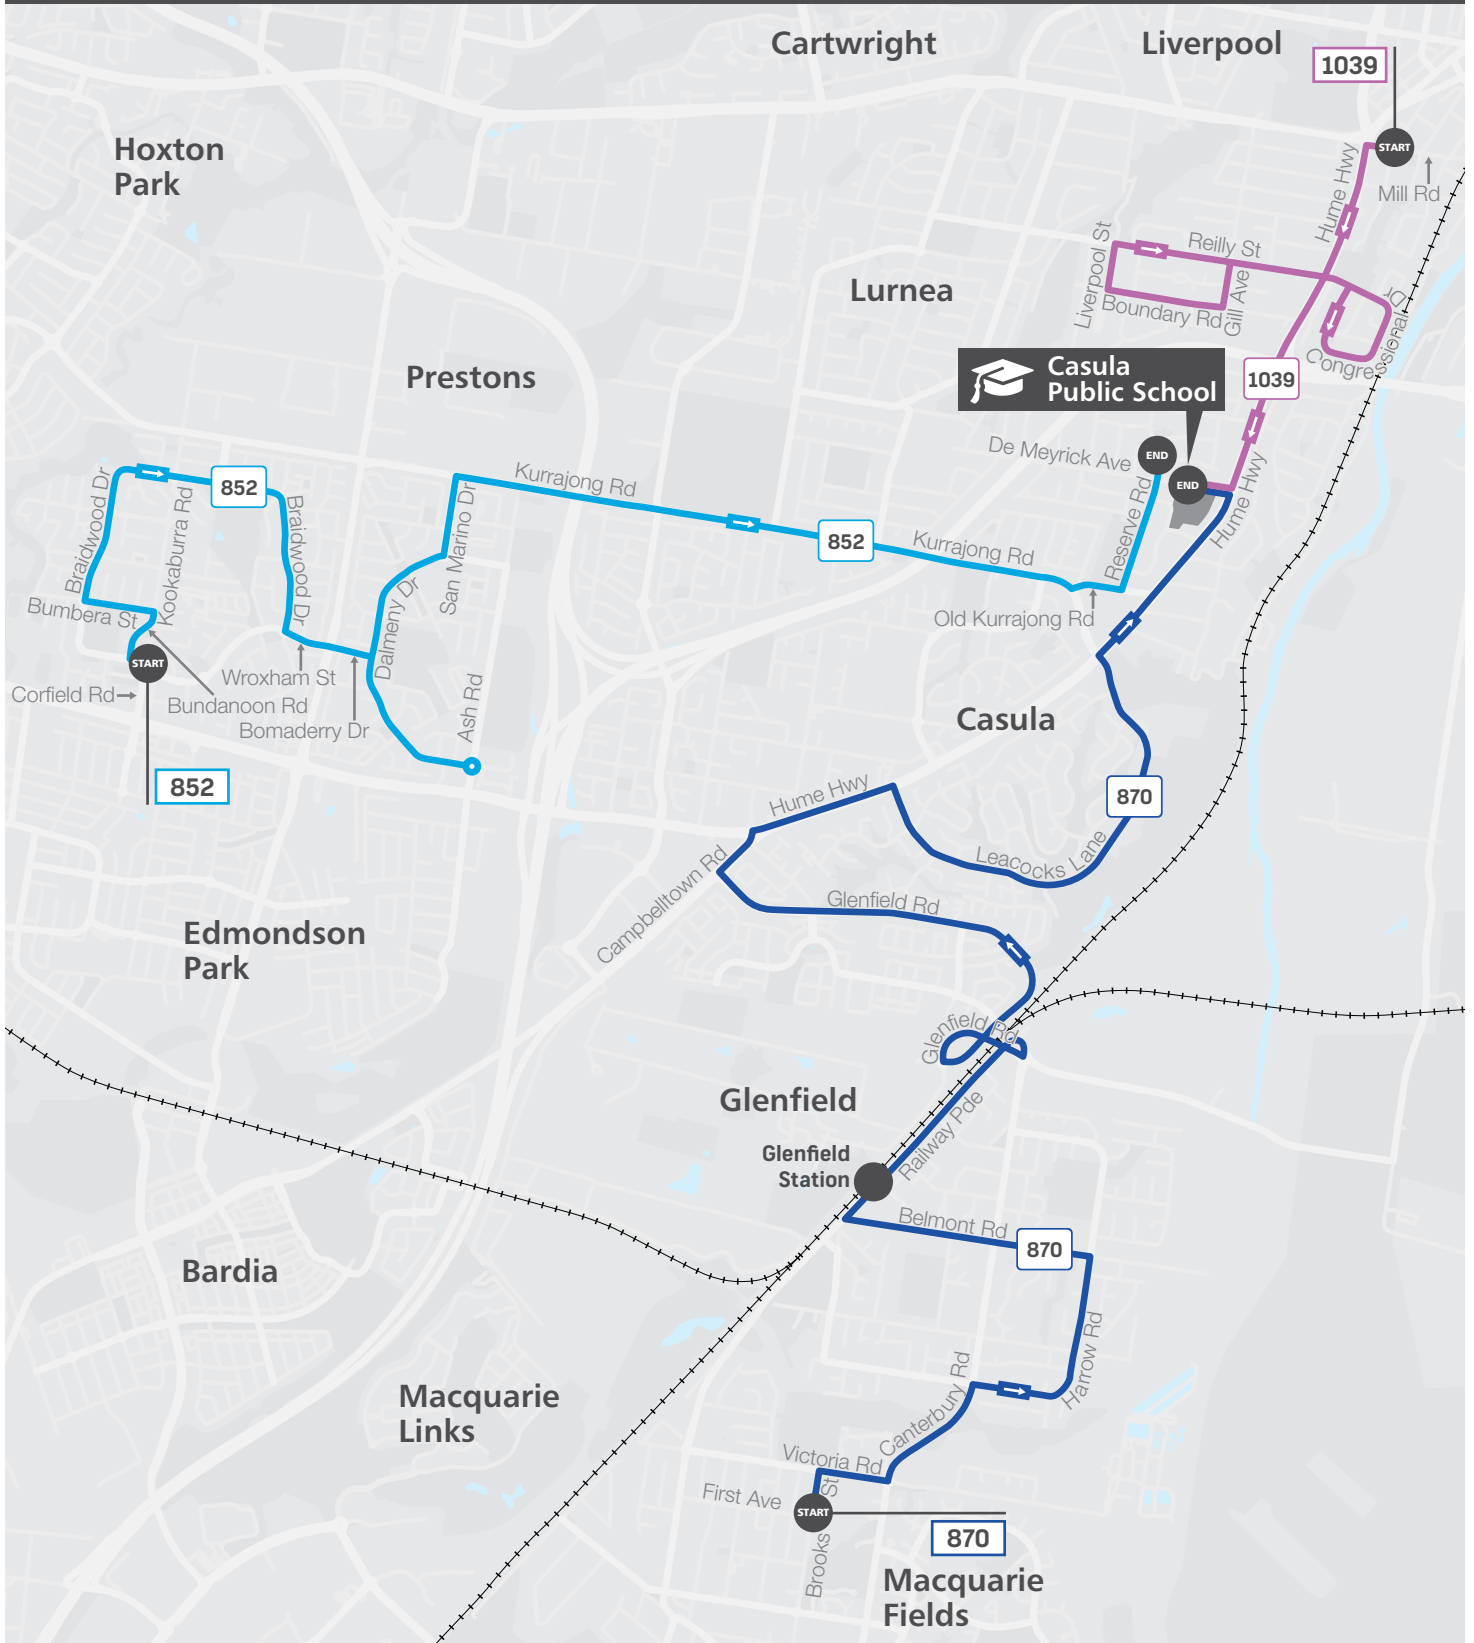 Cartwright
Liverpool
1039
START
Mill Rd
Hume Hwy
Hoxton
Park
Liverpool St
Reilly St
Gill Ave
Boundary Rd
Congressional
Dr
Lurnea
Prestons
Casula
Public School
1039
De Meyrick Ave
END
END
Hume Hwy
Reserve Rd
Kurrajong Rd
852
Braidwood Dr
Kookaburra Rd
Braidwood Dr
San Marino Dr
852
Kurrajong Rd
Old Kurrajong Rd
Bumbera St
START
Dalmeny Dr
Wroxham St
Corfield Rd
Bundanoon Rd
Bomaderry Dr
Ash Rd
852
Casula
870
Hume Hwy
Leacocks Lane
Campbelltown Rd
Glenfield Rd
Edmondson
Park
Glenfield Rd
Glenfield
Railway Pde
Glenfield
Station
Belmont Rd
870
Bardia
Harrow Rd
Canterbury Rd
Macquarie
Links
Victoria Rd
First Ave
START
Brooks St
870
Macquarie
Fields